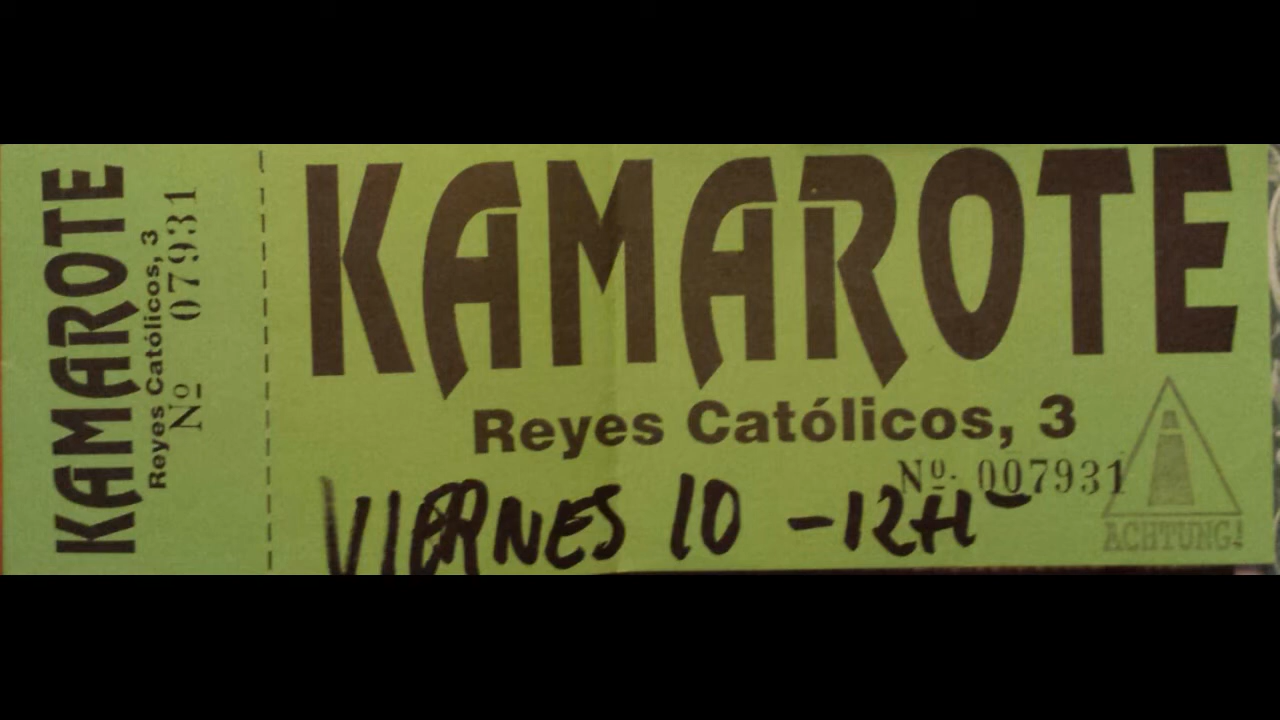 KAMAROTE
Reyes Católicos, 3
Nº 07931
KAMAROTE
Reyes Católicos, 3
Nº. 007931
VIERNES 10 -12H
ACHTUNG!